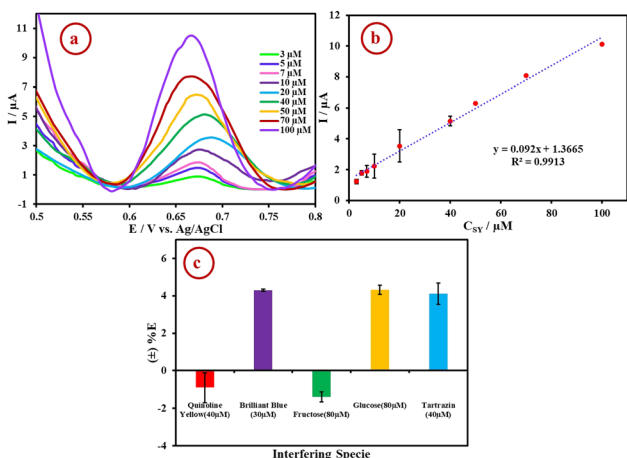 a
I / µA
11
9
7
5
3
1
-1
3 µM
5 µM
7 µM
10 µM
20 µM
40 µM
50 µM
70 µM
100 µM
0.5
0.55
0.6
0.65
0.7
0.75
0.8
E / V vs. Ag/AgCl
b
I / µA
12
10
8
6
4
2
0
y = 0.092x + 1.3665
R² = 0.9913
0
20
40
60
80
100
C_SY / µM
c
(±) %E
6
4
2
0
-2
-4
Quinoline
Yellow(40µM)
Brilliant Blue
(30µM)
Fructose(80µM)
Glucose(80µM)
Tartrazin
(40µM)
Interfering Specie